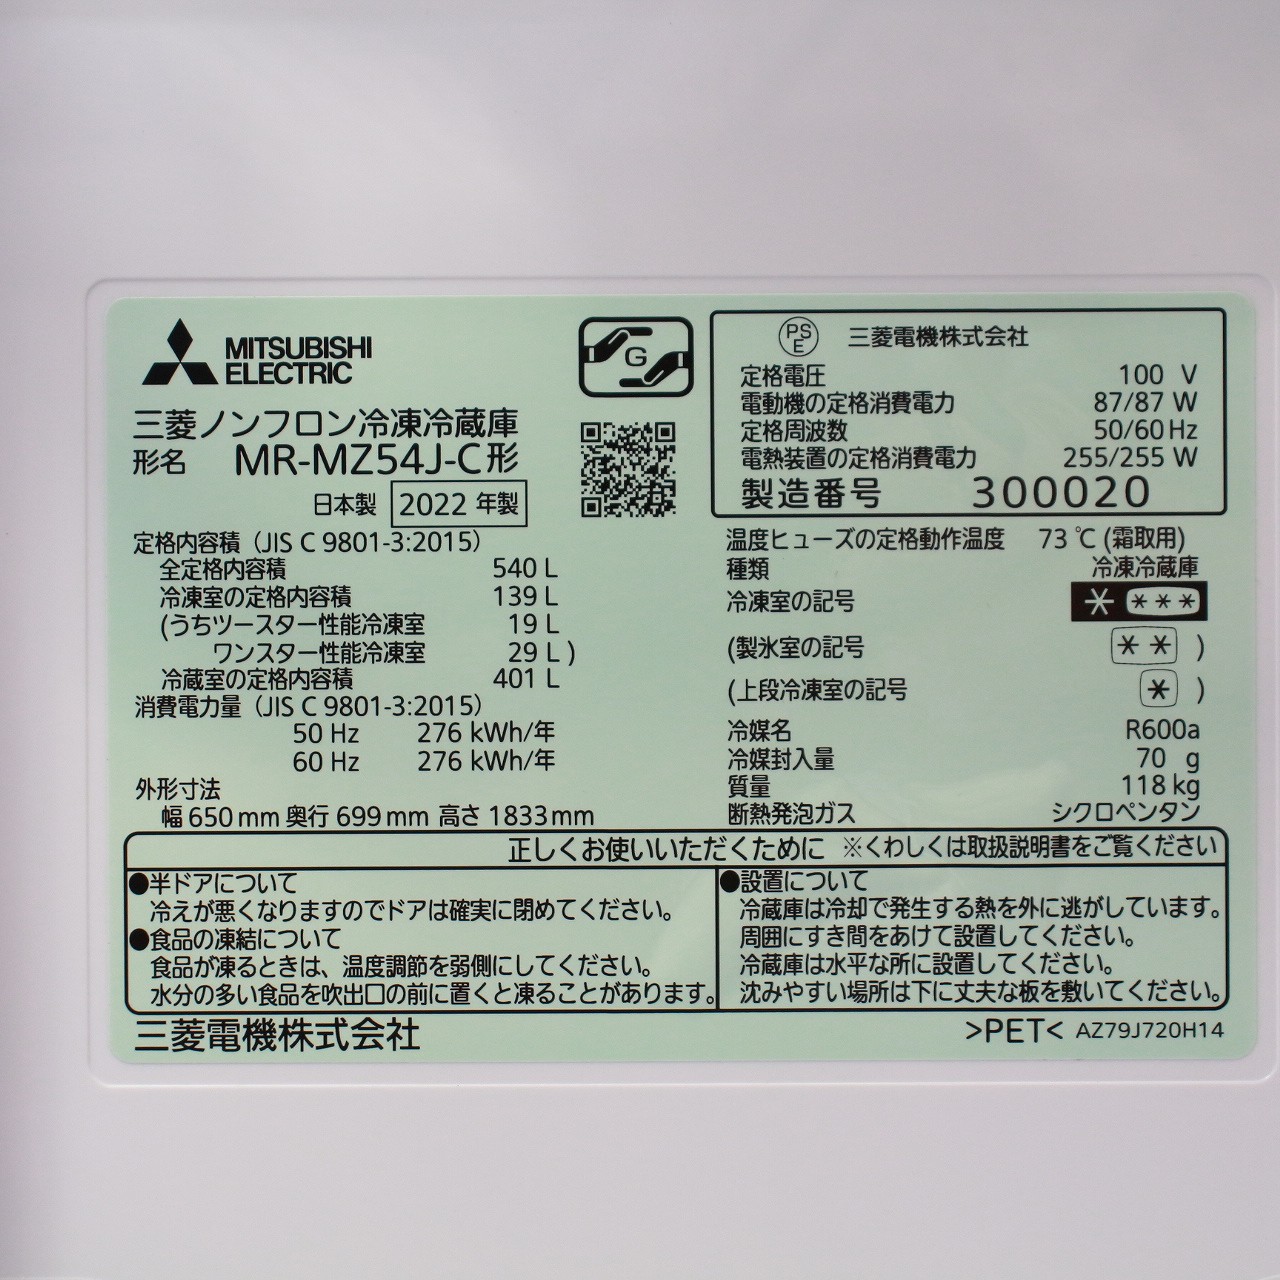 MITSUBISHI
ELECTRIC
三菱ノンフロン冷凍冷蔵庫
形名 MR-MZ54J-C形
日本製 2022 年製
定格内容積 (JIS C 9801-3:2015)
全定格内容積 540 L
冷凍室の定格内容積 139 L
(うちツースター性能冷凍室 19 L
ワンスター性能冷凍室 29 L )
冷蔵室の定格内容積 401 L
消費電力量 (JIS C 9801-3:2015)
50 Hz 276 kWh/年
60 Hz 276 kWh/年
外形寸法
幅 650 mm 奥行 699 mm 高さ 1833 mm
G
PS
E 三菱電機株式会社
定格電圧 100 V
電動機の定格消費電力 87/87 W
定格周波数 50/60 Hz
電熱装置の定格消費電力 255/255 W
製造番号 300020
温度ヒューズの定格動作温度 73 ℃ (霜取用)
種類 冷凍冷蔵庫
冷凍室の記号 * ***
(製氷室の記号 ** )
(上段冷凍室の記号 * )
冷媒名 R600a
冷媒封入量 70 g
質量 118 kg
断熱発泡ガス シクロペンタン
正しくお使いいただくために ※くわしくは取扱説明書をご覧ください
●半ドアについて
冷えが悪くなりますのでドアは確実に閉めてください。
●食品の凍結について
食品が凍るときは、温度調節を弱側にしてください。
水分の多い食品を吹出口の前に置くと凍ることがあります。
●設置について
冷蔵庫は冷却で発生する熱を外に逃がしています。
周囲にすき間をあけて設置してください。
冷蔵庫は水平な所に設置してください。
沈みやすい場所は下に丈夫な板を敷いてください。
三菱電機株式会社
>PET< AZ79J720H14